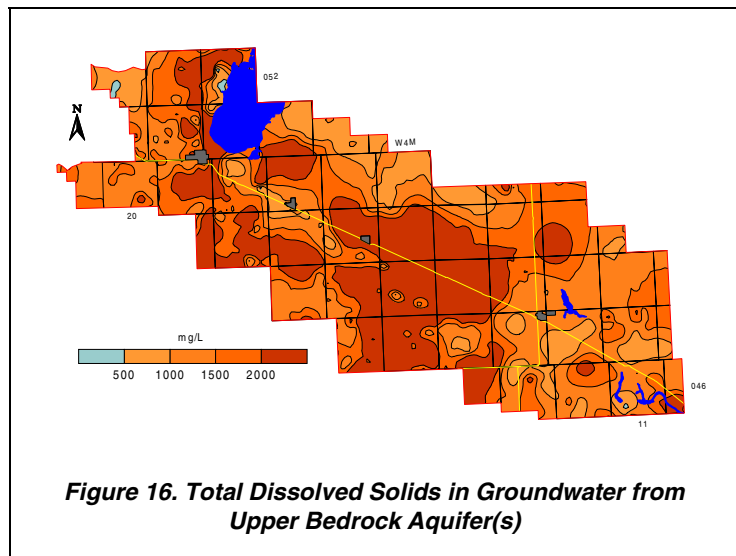 052
N
W4M
20
mg/L
500 1000 1500 2000
046
11
Figure 16. Total Dissolved Solids in Groundwater from
Upper Bedrock Aquifer(s)